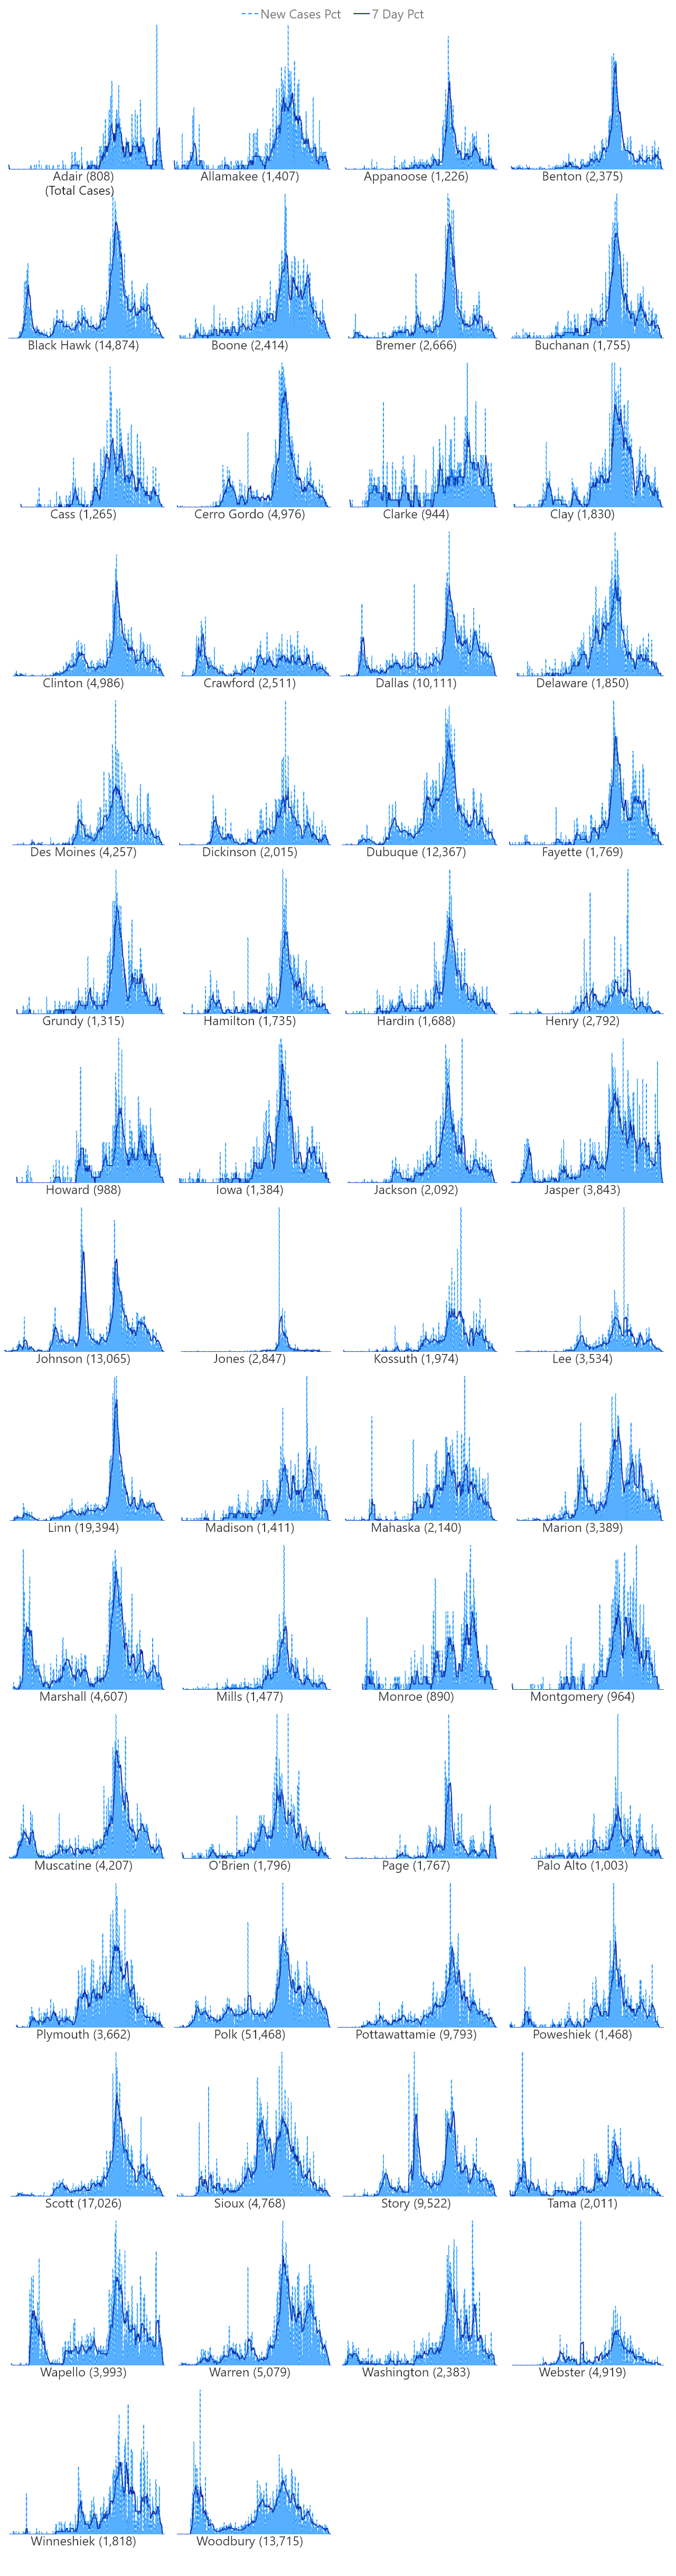 New Cases Pct 7 Day Pct
Adair (808) Allamakee (1,407) Appanoose (1,226) Benton (2,375)
(Total Cases)
Black Hawk (14,874) Boone (2,414) Bremer (2,666) Buchanan (1,755)
Cass (1,265) Cerro Gordo (4,976) Clarke (944) Clay (1,830)
Clinton (4,986) Crawford (2,511) Dallas (10,111) Delaware (1,850)
Des Moines (4,257) Dickinson (2,015) Dubuque (12,367) Fayette (1,769)
Grundy (1,315) Hamilton (1,735) Hardin (1,688) Henry (2,792)
Howard (988) Iowa (1,384) Jackson (2,092) Jasper (3,843)
Johnson (13,065) Jones (2,847) Kossuth (1,974) Lee (3,534)
Linn (19,394) Madison (1,411) Mahaska (2,140) Marion (3,389)
Marshall (4,607) Mills (1,477) Monroe (890) Montgomery (964)
Muscatine (4,207) O'Brien (1,796) Page (1,767) Palo Alto (1,003)
Plymouth (3,662) Polk (51,468) Pottawattamie (9,793) Poweshiek (1,468)
Scott (17,026) Sioux (4,768) Story (9,522) Tama (2,011)
Wapello (3,993) Warren (5,079) Washington (2,383) Webster (4,919)
Winneshiek (1,818) Woodbury (13,715)